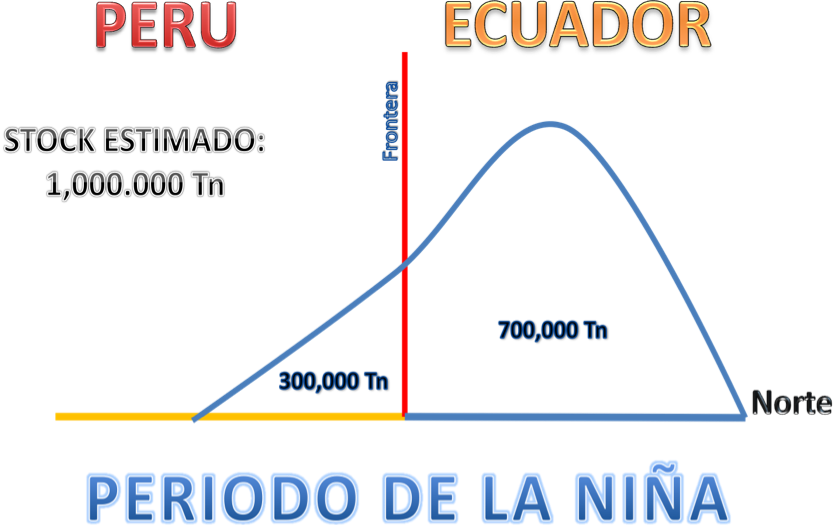 PERU
ECUADOR
Frontera
STOCK ESTIMADO:
1,000.000 Tn
700,000 Tn
300,000 Tn
Norte
PERIODO DE LA NIÑA